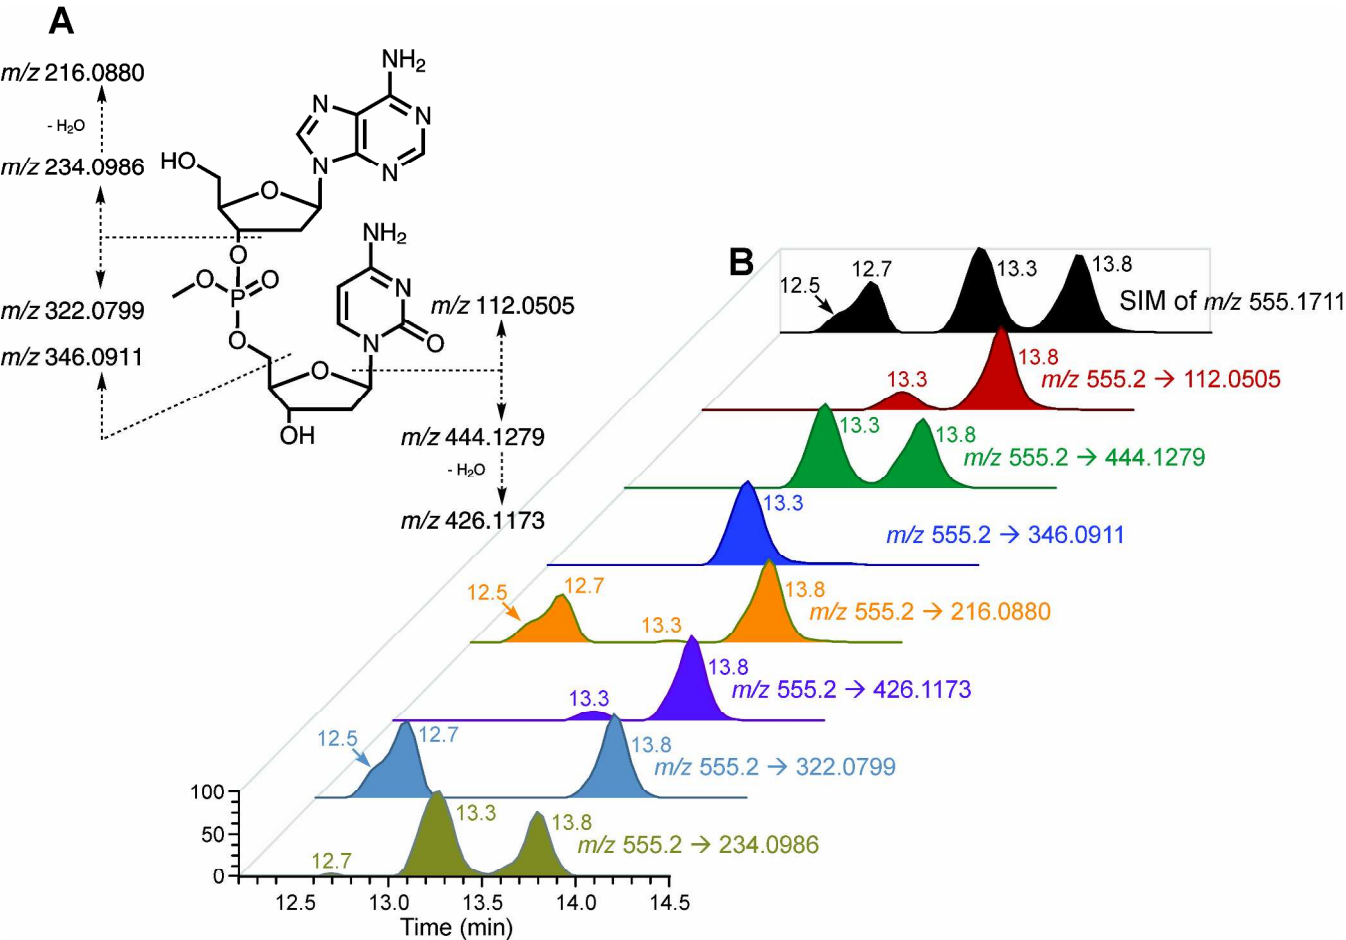 A
m/z 216.0880
- H₂O
m/z 234.0986
m/z 322.0799
m/z 346.0911
NH₂
N
N
N
N
HO
O
O
O
P
O
O
NH₂
N
N
O
O
OH
m/z 112.0505
m/z 444.1279
- H₂O
m/z 426.1173
B
12.5
12.7
13.3
13.8
SIM of m/z 555.1711
13.3
13.8
m/z 555.2 → 112.0505
13.3
13.8
m/z 555.2 → 444.1279
13.3
m/z 555.2 → 346.0911
12.5
12.7
13.3
13.8
m/z 555.2 → 216.0880
13.3
13.8
m/z 555.2 → 426.1173
12.5
12.7
13.8
m/z 555.2 → 322.0799
12.7
13.3
13.8
m/z 555.2 → 234.0986
100
50
0
12.5 13.0 13.5 14.0 14.5
Time (min)